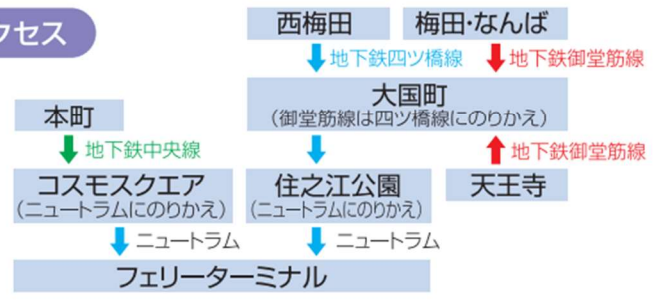 クセス
西梅田
梅田・なんば
地下鉄四ツ橋線
地下鉄御堂筋線
大国町
(御堂筋線は四ツ橋線にのりかえ)
本町
地下鉄中央線
地下鉄御堂筋線
コスモスクエア
(ニュートラムにのりかえ)
住之江公園
(ニュートラムにのりかえ)
天王寺
ニュートラム
ニュートラム
フェリーターミナル